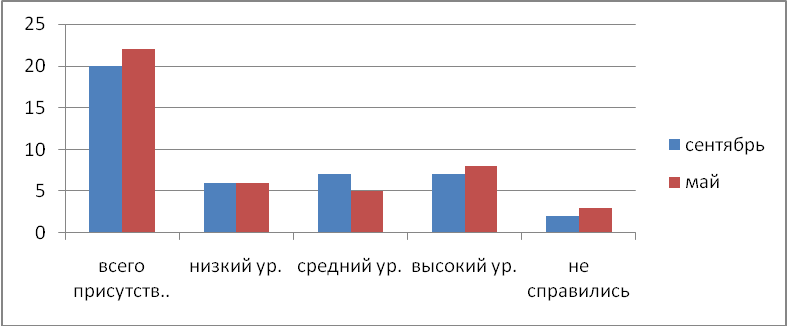 25
20
15
10
5
0
всего
присутств..
низкий ур.
средний ур.
высокий ур.
не
справились
сентябрь
май